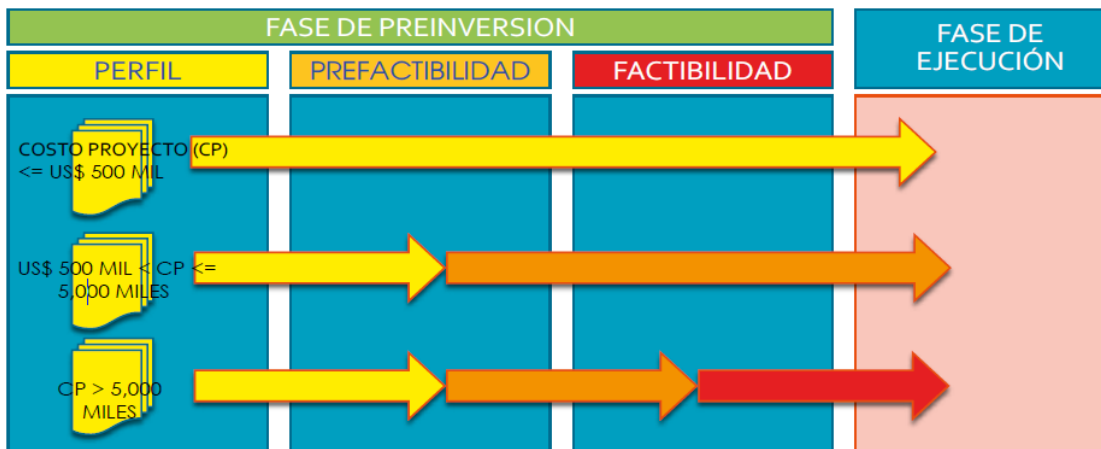 FASE DE PREINVERSION
FASE DE
EJECUCIÓN
PERFIL
PREFACTIBILIDAD
FACTIBILIDAD
COSTO PROYECTO (CP)
<= US$ 500 MIL
US$ 500 MIL < CP <=
5,000 MILES
CP > 5,000
MILES